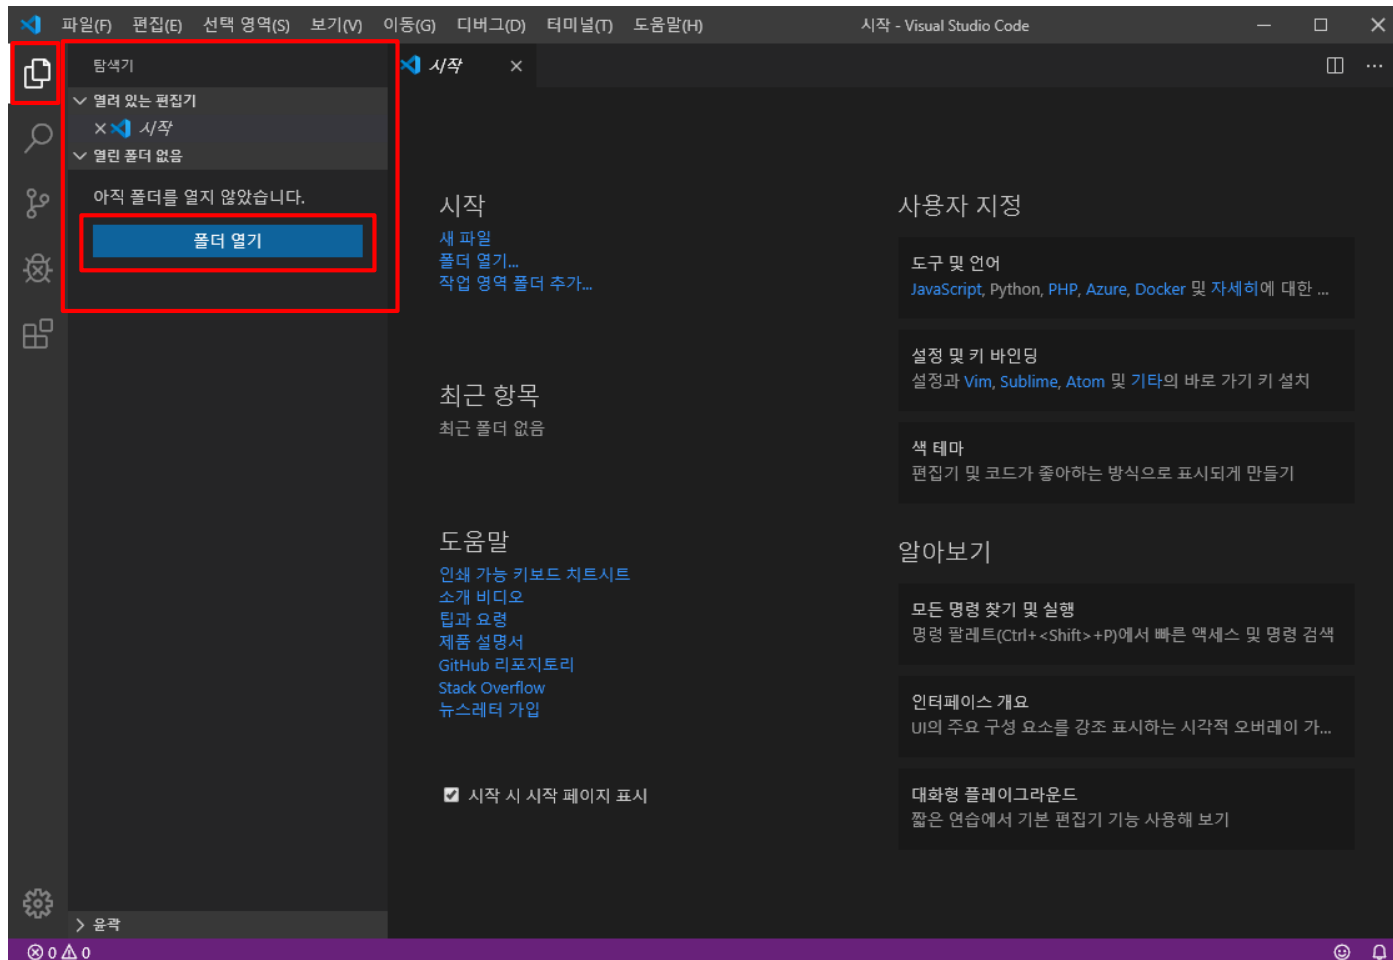 파일(F) 편집(E) 선택 영역(S) 보기(V) 이동(G) 디버그(D) 터미널(T) 도움말(H) 시작 - Visual Studio Code
탐색기
시작
열려 있는 편집기
시작
열린 폴더 없음
아직 폴더를 열지 않았습니다.
폴더 열기
윤곽
시작
새 파일
폴더 열기...
작업 영역 폴더 추가...
최근 항목
최근 폴더 없음
도움말
인쇄 가능 키보드 치트시트
소개 비디오
팁과 요령
제품 설명서
GitHub 리포지토리
Stack Overflow
뉴스레터 가입
시작 시 시작 페이지 표시
사용자 지정
도구 및 언어
JavaScript, Python, PHP, Azure, Docker 및 자세히에 대한 ...
설정 및 키 바인딩
설정과 Vim, Sublime, Atom 및 기타의 바로 가기 키 설치
색 테마
편집기 및 코드가 좋아하는 방식으로 표시되게 만들기
알아보기
모든 명령 찾기 및 실행
명령 팔레트(Ctrl+<Shift>+P)에서 빠른 액세스 및 명령 검색
인터페이스 개요
UI의 주요 구성 요소를 강조 표시하는 시각적 오버레이 가...
대화형 플레이그라운드
짧은 연습에서 기본 편집기 기능 사용해 보기
0 0